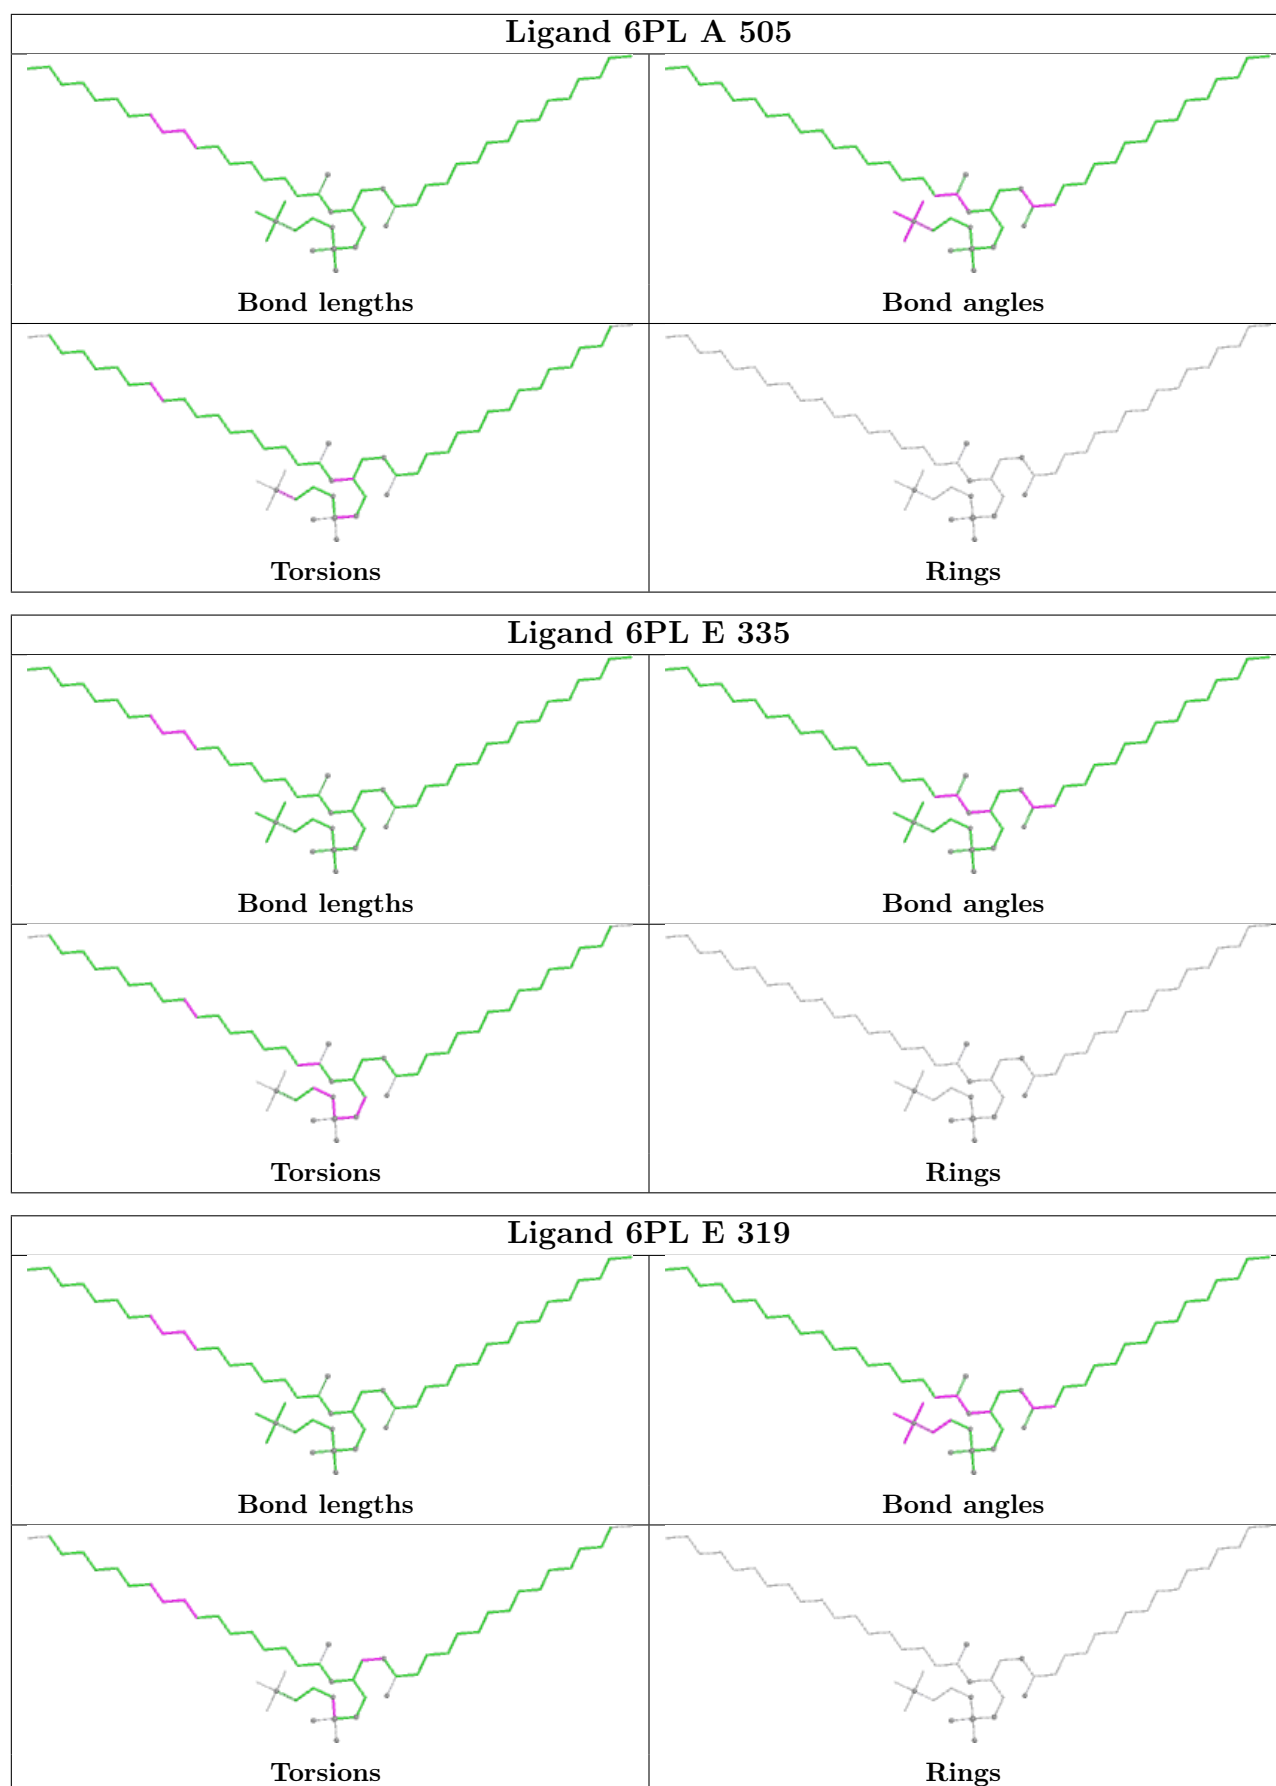 Ligand 6PL A 505
Bond lengths
Bond angles
Torsions
Rings
Ligand 6PL E 335
Bond lengths
Bond angles
Torsions
Rings
Ligand 6PL E 319
Bond lengths
Bond angles
Torsions
Rings